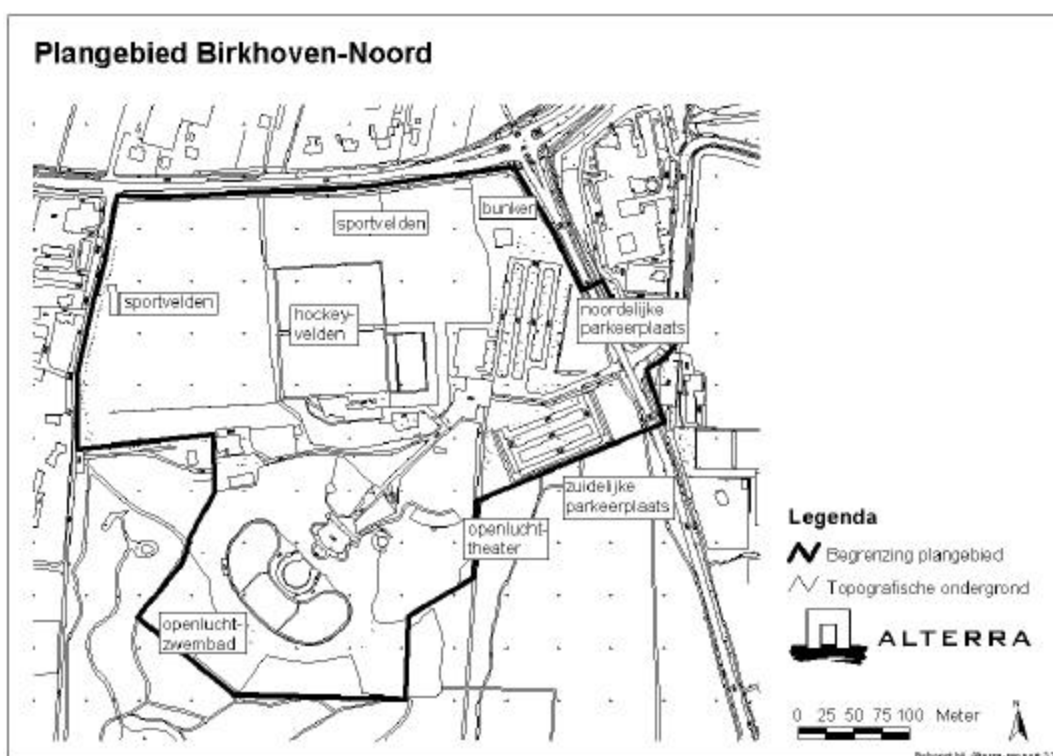 Plangebied Birkhoven-Noord
sportvelden
bunker
sportvelden
hockey-
velden
noordelijke
parkeerplaats
zuidelijke
parkeerplaats
openlucht-
theater
openlucht-
zwembad
Legenda
Begrenzing plangebied
Topografische ondergrond
ALTERRA
0 25 50 75 100 Meter
N